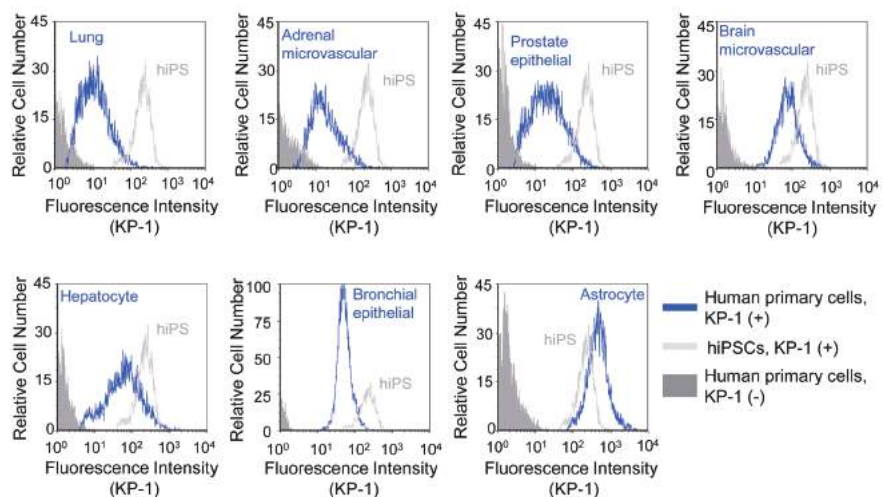 Relative Cell Number
45
30
15
0
Lung
hiPS
10⁰ 10¹ 10² 10³ 10⁴
Fluorescence Intensity
(KP-1)
Relative Cell Number
45
30
15
0
Adrenal
microvascular
hiPS
10⁰ 10¹ 10² 10³ 10⁴
Fluorescence Intensity
(KP-1)
Relative Cell Number
45
30
15
0
Prostate
epithelial
hiPS
10⁰ 10¹ 10² 10³ 10⁴
Fluorescence Intensity
(KP-1)
Relative Cell Number
45
30
15
0
Brain
microvascular
hiPS
10⁰ 10¹ 10² 10³ 10⁴
Fluorescence Intensity
(KP-1)
Relative Cell Number
45
30
15
0
Hepatocyte
hiPS
10⁰ 10¹ 10² 10³ 10⁴
Fluorescence Intensity
(KP-1)
Relative Cell Number
100
75
50
25
0
Bronchial
epithelial
hiPS
10⁰ 10¹ 10² 10³ 10⁴
Fluorescence Intensity
(KP-1)
Relative Cell Number
45
30
15
0
Astrocyte
hiPS
10⁰ 10¹ 10² 10³ 10⁴
Fluorescence Intensity
(KP-1)
Human primary cells,
KP-1 (+)
hiPSCs, KP-1 (+)
Human primary cells,
KP-1 (-)